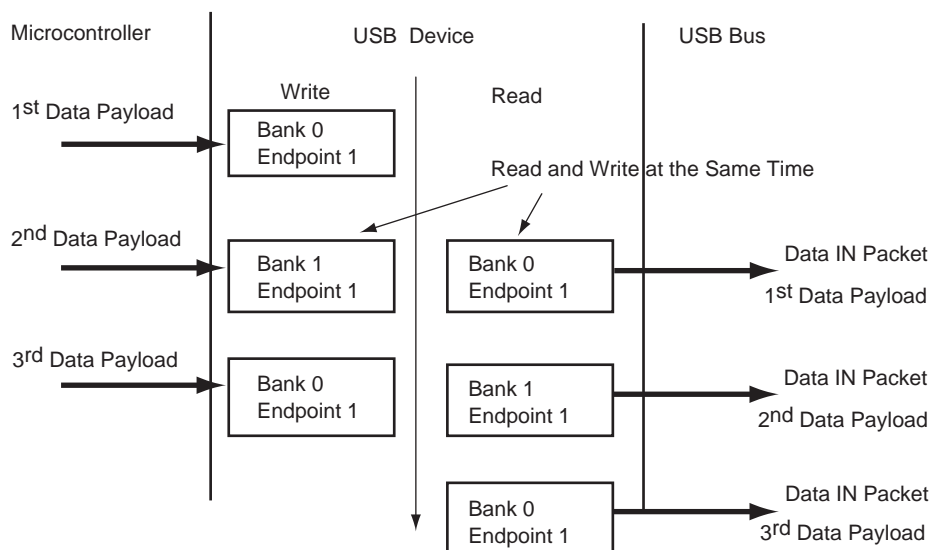 Microcontroller
USB Device
USB Bus
Write
Read
1st Data Payload
Bank 0
Endpoint 1
Read and Write at the Same Time
2nd Data Payload
Bank 1
Endpoint 1
Bank 0
Endpoint 1
Data IN Packet
1st Data Payload
3rd Data Payload
Bank 0
Endpoint 1
Bank 1
Endpoint 1
Data IN Packet
2nd Data Payload
Bank 0
Endpoint 1
Data IN Packet
3rd Data Payload